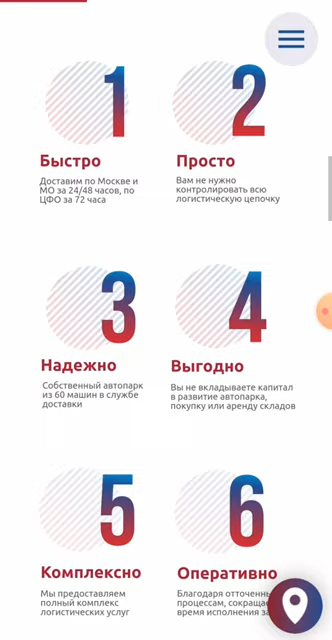 1
2
Быстро
Просто
Доставим по Москве и
МО за 24/48 часов, по
ЦФО за 72 часа
Вам не нужно
контролировать всю
логистическую цепочку
3
4
Надежно
Выгодно
Собственный автопарк
из 60 машин в службе
доставки
Вы не вкладываете капитал
в развитие автопарка,
покупку или аренду складов
5
6
Комплексно
Оперативно
Мы предоставляем
полный комплекс
логистических услуг
Благодаря
процессам,
время исполнения